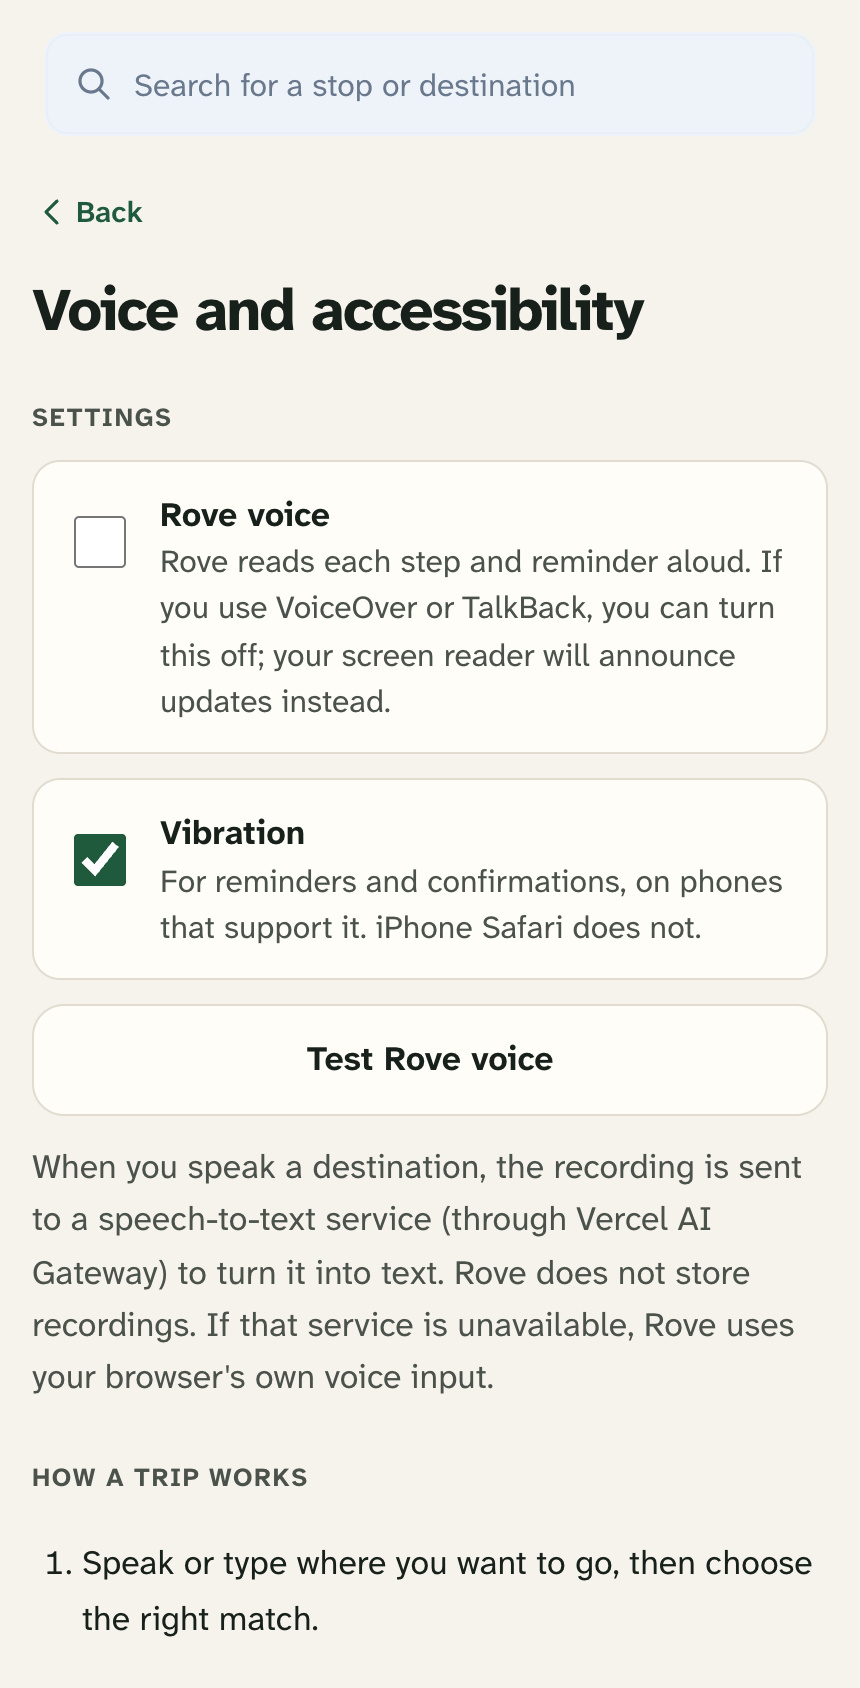 Search for a stop or destination
Back
Voice and accessibility
SETTINGS
Rove voice
Rove reads each step and reminder aloud. If
you use VoiceOver or TalkBack, you can turn
this off; your screen reader will announce
updates instead.
Vibration
For reminders and confirmations, on phones
that support it. iPhone Safari does not.
Test Rove voice
When you speak a destination, the recording is sent
to a speech-to-text service (through Vercel AI
Gateway) to turn it into text. Rove does not store
recordings. If that service is unavailable, Rove uses
your browser's own voice input.
HOW A TRIP WORKS
1. Speak or type where you want to go, then choose
the right match.